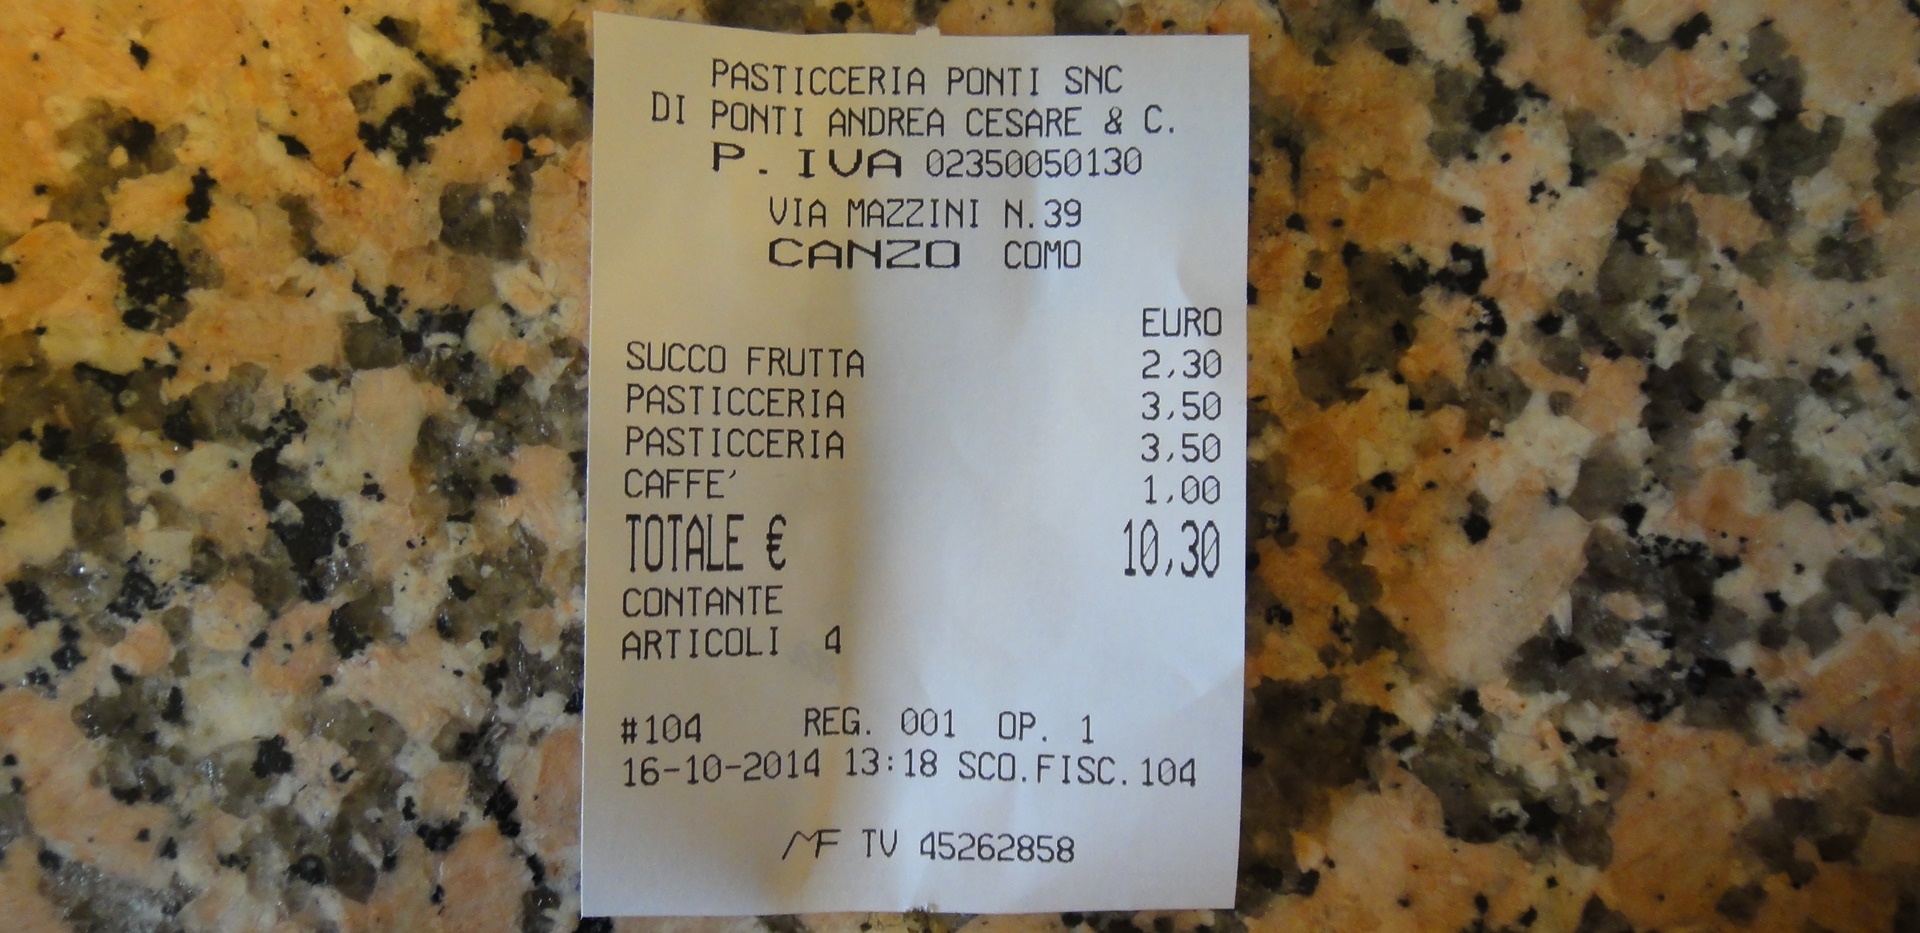 PASTICCERIA PONTI SNC
DI PONTI ANDREA CESARE & C.
P. IVA 02350050130
VIA MAZZINI N.39
CANZO COMO
EURO
SUCCO FRUTTA 2,30
PASTICCERIA 3,50
PASTICCERIA 3,50
CAFFE' 1,00
TOTALE € 10,30
CONTANTE
ARTICOLI 4
#104 REG. 001 OP. 1
16-10-2014 13:18 SCO.FISC.104
MF TV 45262858